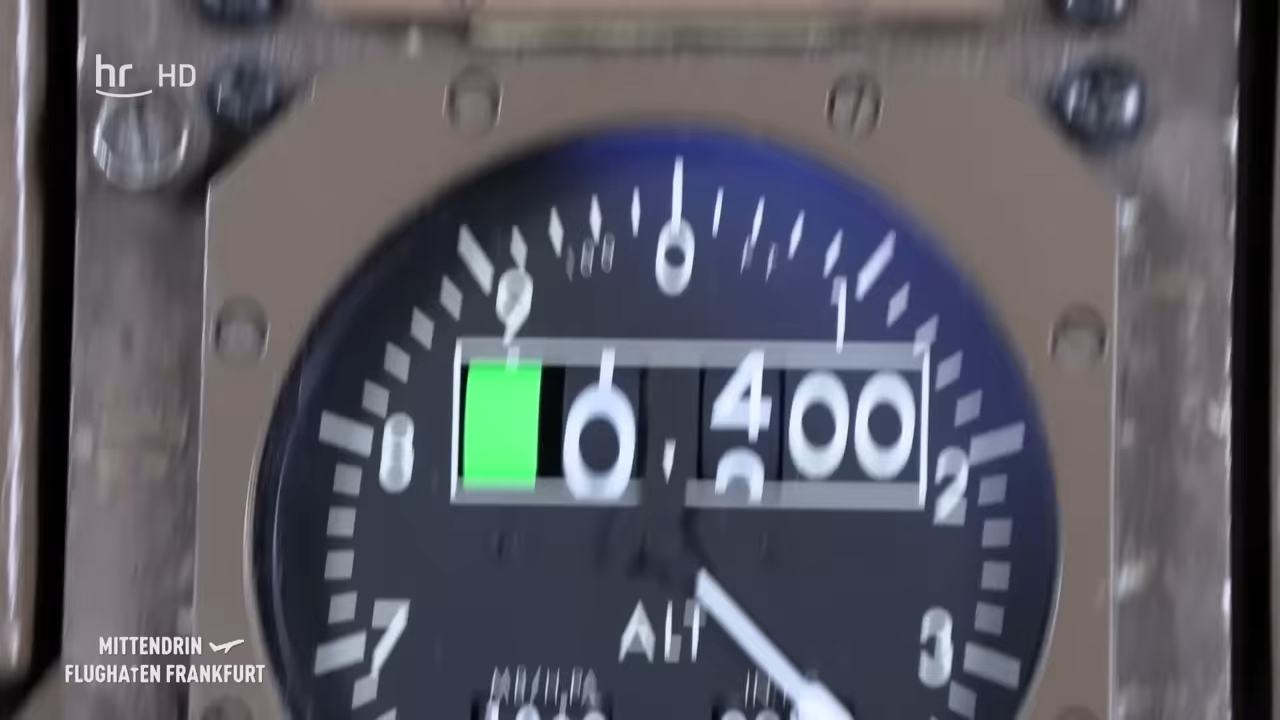 hr HD
0
9 1
0 400
8 2
ALT
7 3
MITTENDRIN
FLUGHAFEN FRANKFURT